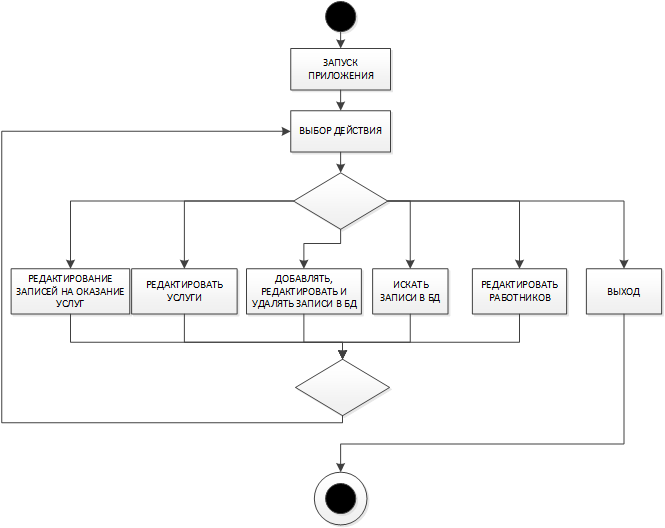 ЗАПУСК
ПРИЛОЖЕНИЯ
ВЫБОР ДЕЙСТВИЯ
РЕДАКТИРОВАНИЕ
ЗАПИСЕЙ НА ОКАЗАНИЕ
УСЛУГ
РЕДАКТИРОВАТЬ
УСЛУГИ
ДОБАВЛЯТЬ,
РЕДАКТИРОВАТЬ И
УДАЛЯТЬ ЗАПИСИ В БД
ИСКАТЬ
ЗАПИСИ В БД
РЕДАКТИРОВАТЬ
РАБОТНИКОВ
ВЫХОД